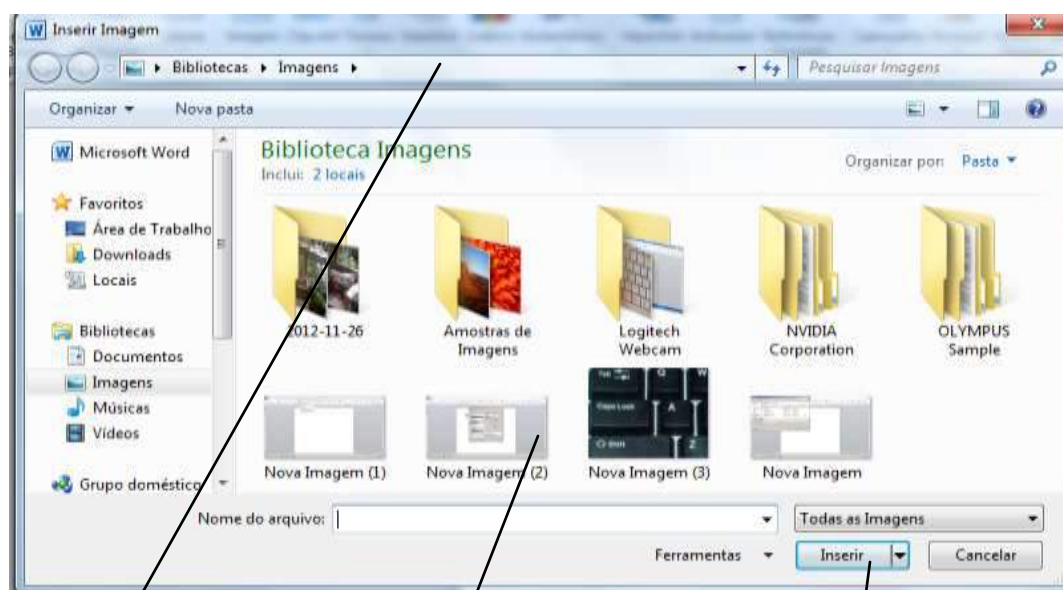 Inserir Imagem
Bibliotecas Imagens
Pesquisar Imagens
Organizar Nova pasta
Microsoft Word
Favoritos
Área de Trabalho
Downloads
Locais
Bibliotecas
Documentos
Imagens
Músicas
Vídeos
Grupo doméstico
Biblioteca Imagens
Inclui: 2 locais
Organizar por: Pasta
2012-11-26
Amostras de
Imagens
Logitech
Webcam
NVIDIA
Corporation
OLYMPUS
Sample
Q W
Caps Lock A
Z
Nova Imagem (1)
Nova Imagem (2)
Nova Imagem (3)
Nova Imagem
Nome do arquivo:
Todas as Imagens
Ferramentas
Inserir
Cancelar